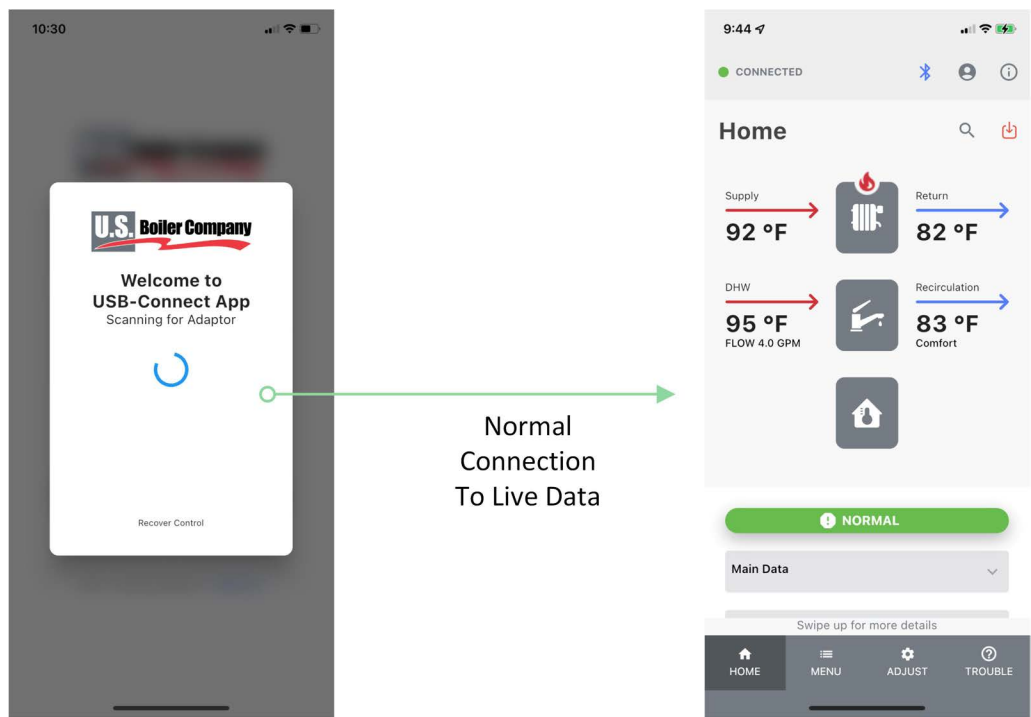 10:30
U.S. Boiler Company
Welcome to
USB-Connect App
Scanning for Adaptor
Recover Control
Normal
Connection
To Live Data
9:44
CONNECTED
Home
Supply
92 °F
Return
82 °F
DHW
95 °F
FLOW 4.0 GPM
Recirculation
83 °F
Comfort
NORMAL
Main Data
Swipe up for more details
HOME MENU ADJUST TROUBLE